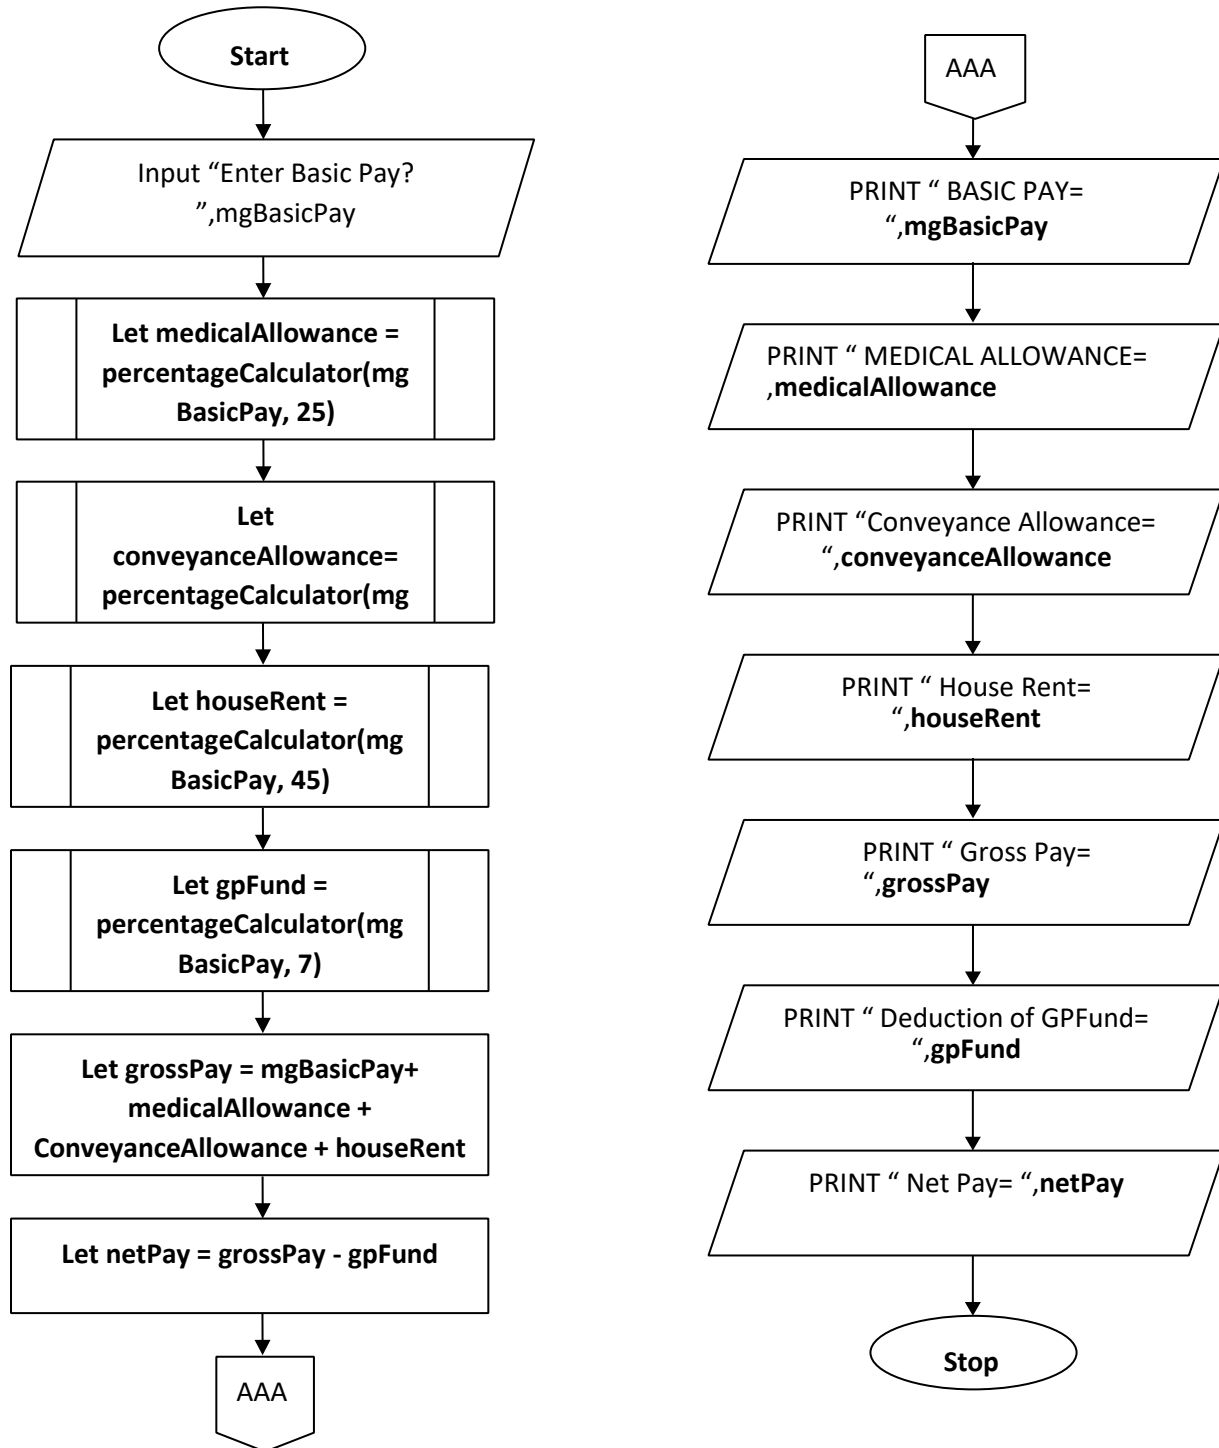 Start
Input “Enter Basic Pay?
”,mgBasicPay
Let medicalAllowance =
percentageCalculator(mg
BasicPay, 25)
Let
conveyanceAllowance=
percentageCalculator(mg
Let houseRent =
percentageCalculator(mg
BasicPay, 45)
Let gpFund =
percentageCalculator(mg
BasicPay, 7)
Let grossPay = mgBasicPay+
medicalAllowance +
ConveyanceAllowance + houseRent
Let netPay = grossPay - gpFund
AAA
AAA
PRINT “ BASIC PAY=
“,mgBasicPay
PRINT “ MEDICAL ALLOWANCE=
,medicalAllowance
PRINT “Conveyance Allowance=
“,conveyanceAllowance
PRINT “ House Rent=
“,houseRent
PRINT “ Gross Pay=
“,grossPay
PRINT “ Deduction of GPFund=
“,gpFund
PRINT “ Net Pay= “,netPay
Stop